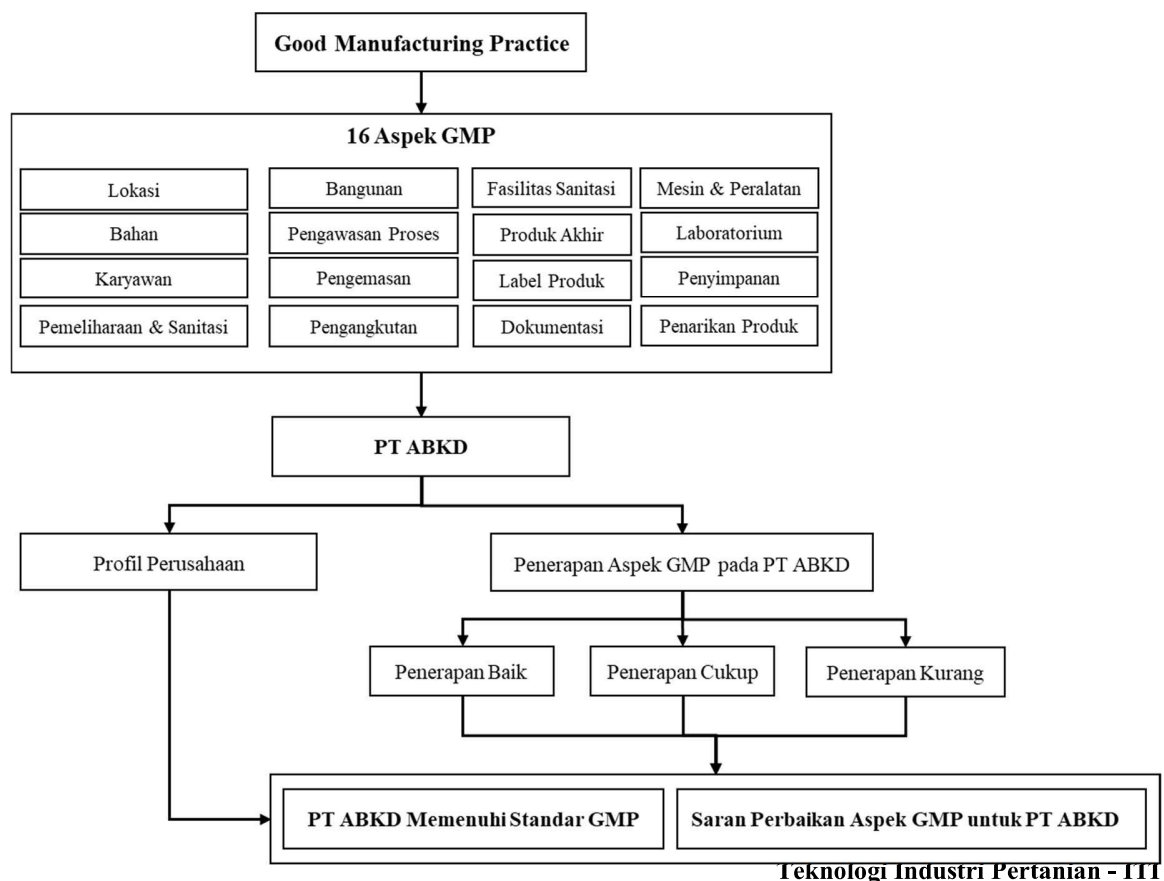 Good Manufacturing Practice
16 Aspek GMP
Lokasi
Bangunan
Fasilitas Sanitasi
Mesin & Peralatan
Bahan
Pengawasan Proses
Produk Akhir
Laboratorium
Karyawan
Pengemasan
Label Produk
Penyimpanan
Pemeliharaan & Sanitasi
Pengangkutan
Dokumentasi
Penarikan Produk
PT ABKD
Profil Perusahaan
Penerapan Aspek GMP pada PT ABKD
Penerapan Baik
Penerapan Cukup
Penerapan Kurang
PT ABKD Memenuhi Standar GMP
Saran Perbaikan Aspek GMP untuk PT ABKD
Teknologi Industri Pertanian -